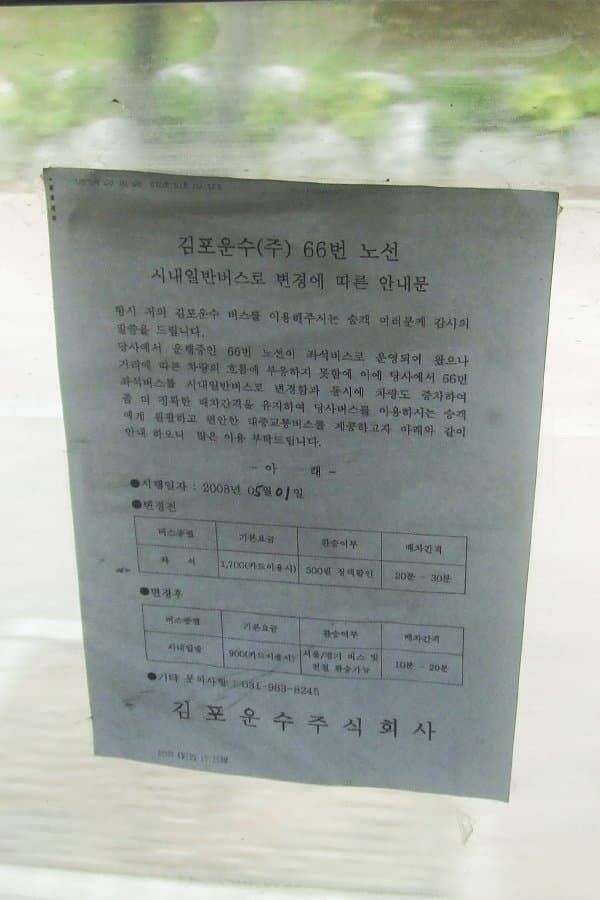 김포운수(주) 66번 노선
시내일반버스로 변경에 따른 안내문
항시 저희 김포운수 버스를 이용해주시는 승객 여러분께 감사의
말씀을 드립니다.
당사에서 운행중인 66번 노선이 좌석버스로 운영되어 왔으나
거리에 따른 차량의 흐름에 부응하지 못함에 이에 당사에서 66번
좌석버스를 시내일반버스로 변경함과 동시에 차량도 증차하여
좀 더 정확한 배차간격을 유지하여 당사버스를 이용하시는 승객
에게 원활하고 편안한 대중교통버스를 제공하고자 아래와 같이
안내 하오니 많은 이용 부탁드립니다.
- 아 래 -
●시행일자 : 2008년 05월 01일
●변경전
버스종별 기본요금 환승여부 배차간격
좌 석 1,700(카드이용시) 500원 정액할인 20분 - 30분
●변경후
버스종별 기본요금 환승여부 배차간격
시내일반 900(카드이용시) 서울/경기 버스 및 전철 환승가능 10분 - 20분
●기타 문의사항 : 031-983-8245
김 포 운 수 주 식 회 사